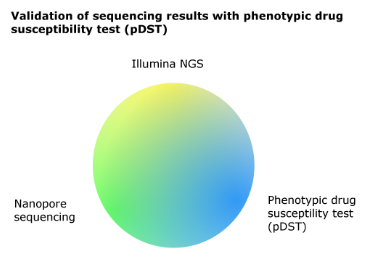 Validation of sequencing results with phenotypic drug
susceptibility test (pDST)
Illumina NGS
Nanopore
sequencing
Phenotypic drug
susceptility test
(pDST)